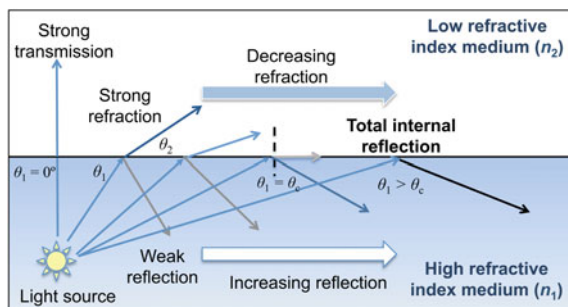 Strong
transmission
Low refractive
index medium (n₂)
Decreasing
refraction
Strong
refraction
Total internal
reflection
θ₁ = 0º
θ₁
θ₂
θ₁ = θc
θ₁ > θc
Weak
reflection
Increasing reflection
Light source
High refractive
index medium (n₁)